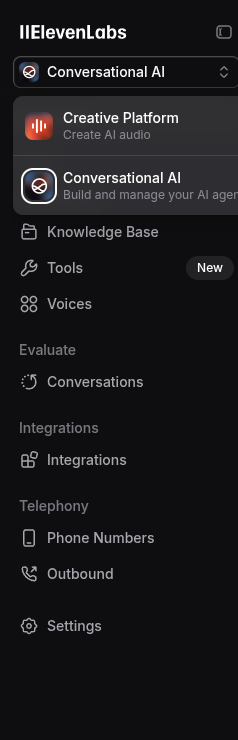 IIElevenLabs
Conversational AI
Creative Platform
Create AI audio
Conversational AI
Build and manage your AI agen
Knowledge Base
Tools
New
Voices
Evaluate
Conversations
Integrations
Integrations
Telephony
Phone Numbers
Outbound
Settings